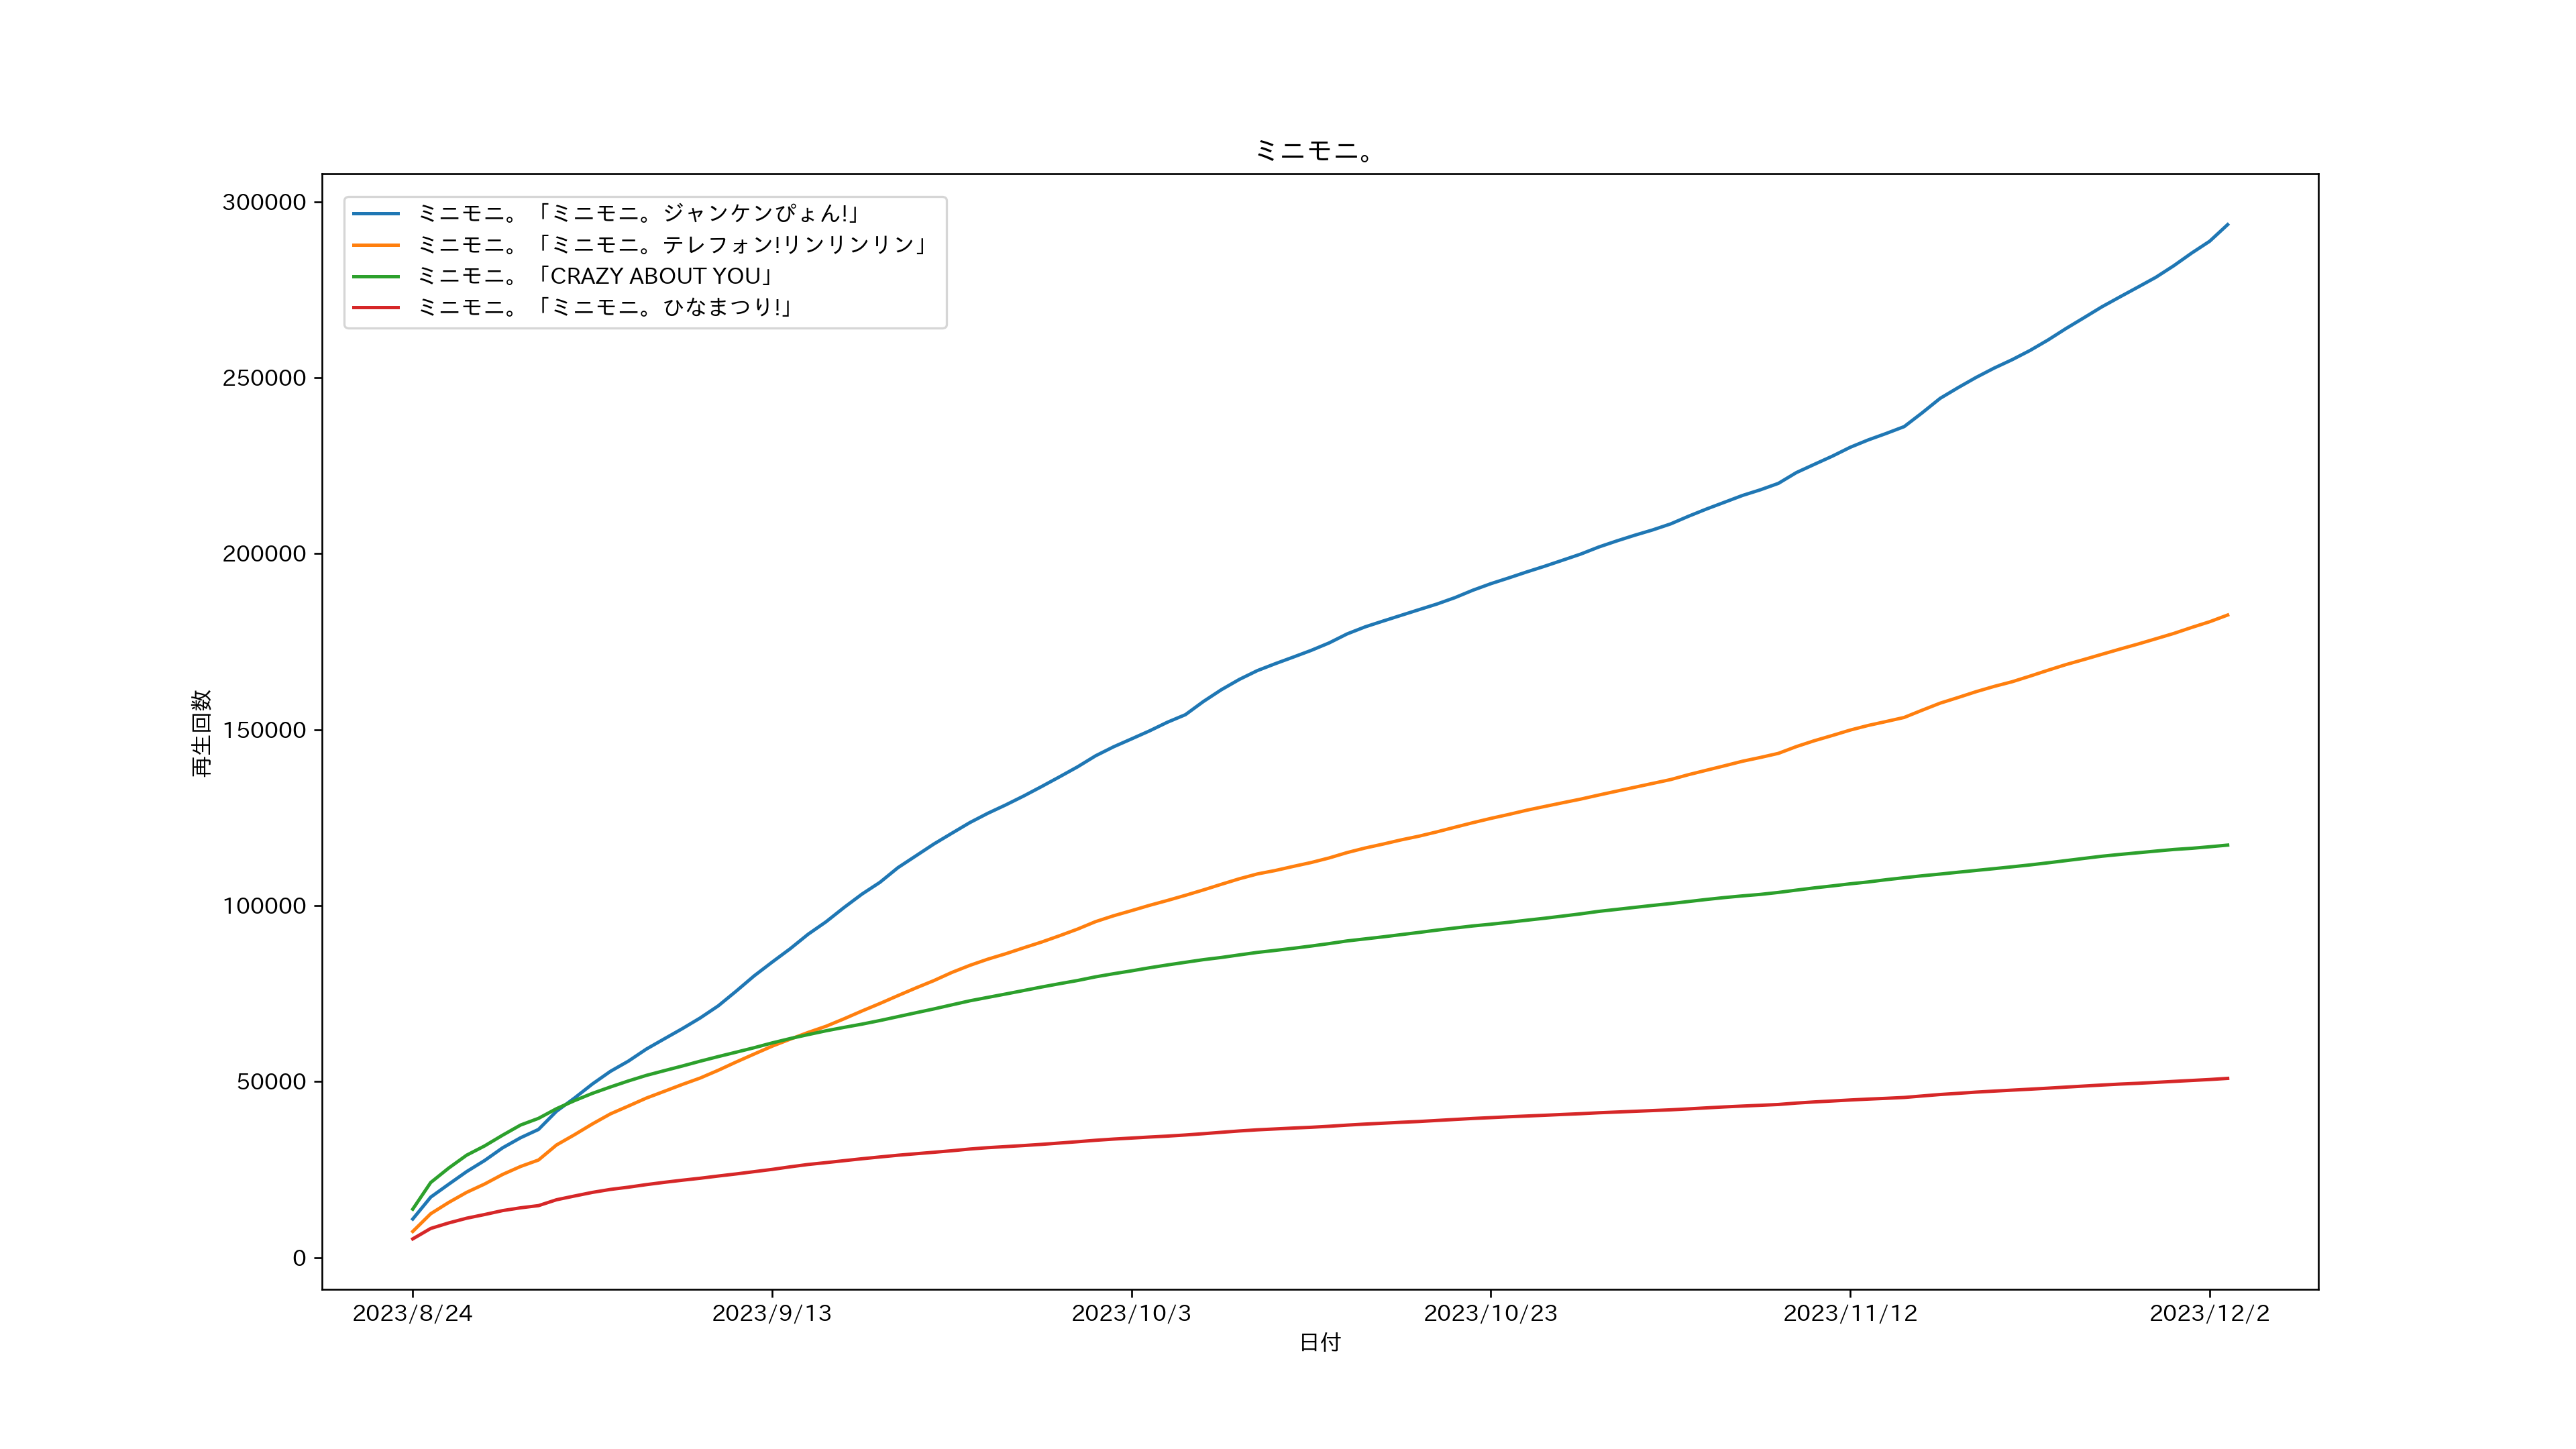 ミニモニ。
ミニモニ。「ミニモニ。ジャンケンぴょん!」
ミニモニ。「ミニモニ。テレフォン!リンリンリン」
ミニモニ。「CRAZY ABOUT YOU」
ミニモニ。「ミニモニ。ひなまつり!」
300000
250000
200000
150000
100000
50000
0
再生回数
2023/8/24
2023/9/13
2023/10/3
2023/10/23
2023/11/12
2023/12/2
日付